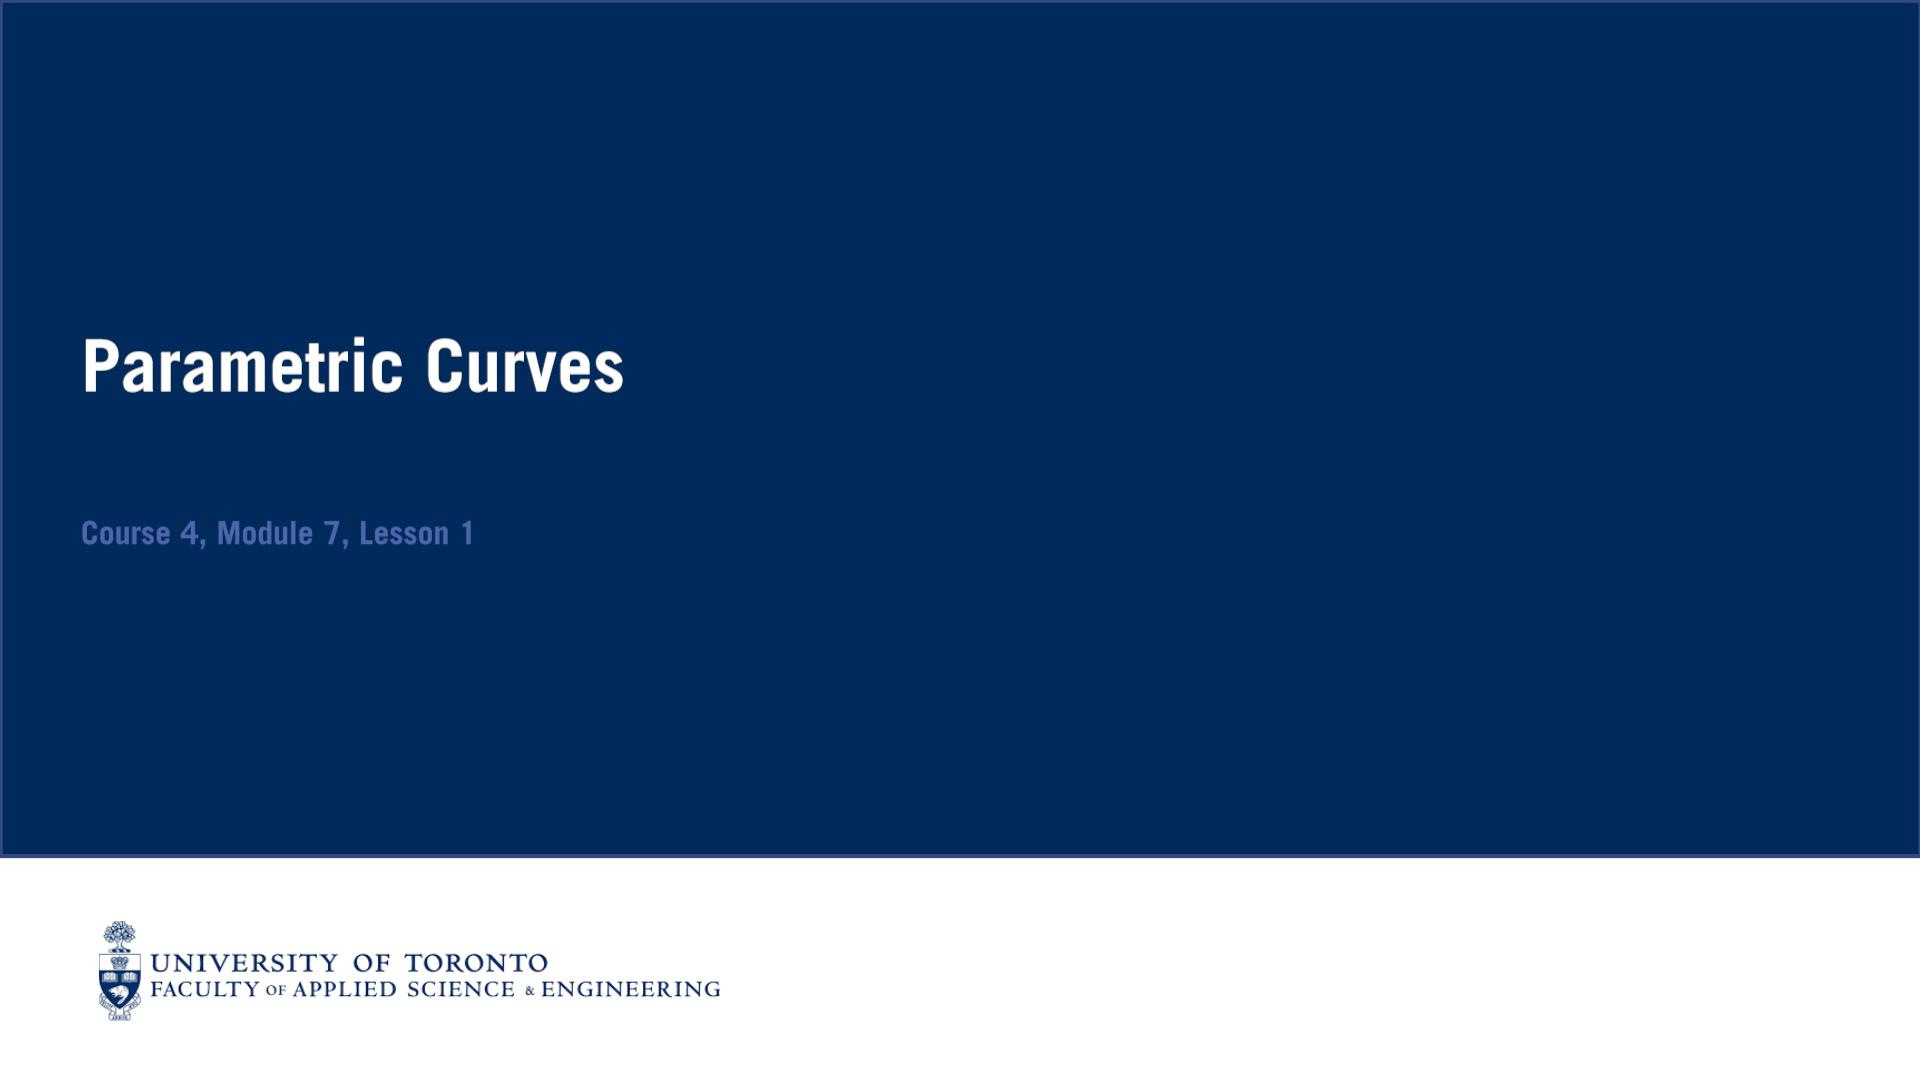 Parametric Curves
Course 4, Module 7, Lesson 1
UNIVERSITY OF TORONTO
FACULTY OF APPLIED SCIENCE & ENGINEERING